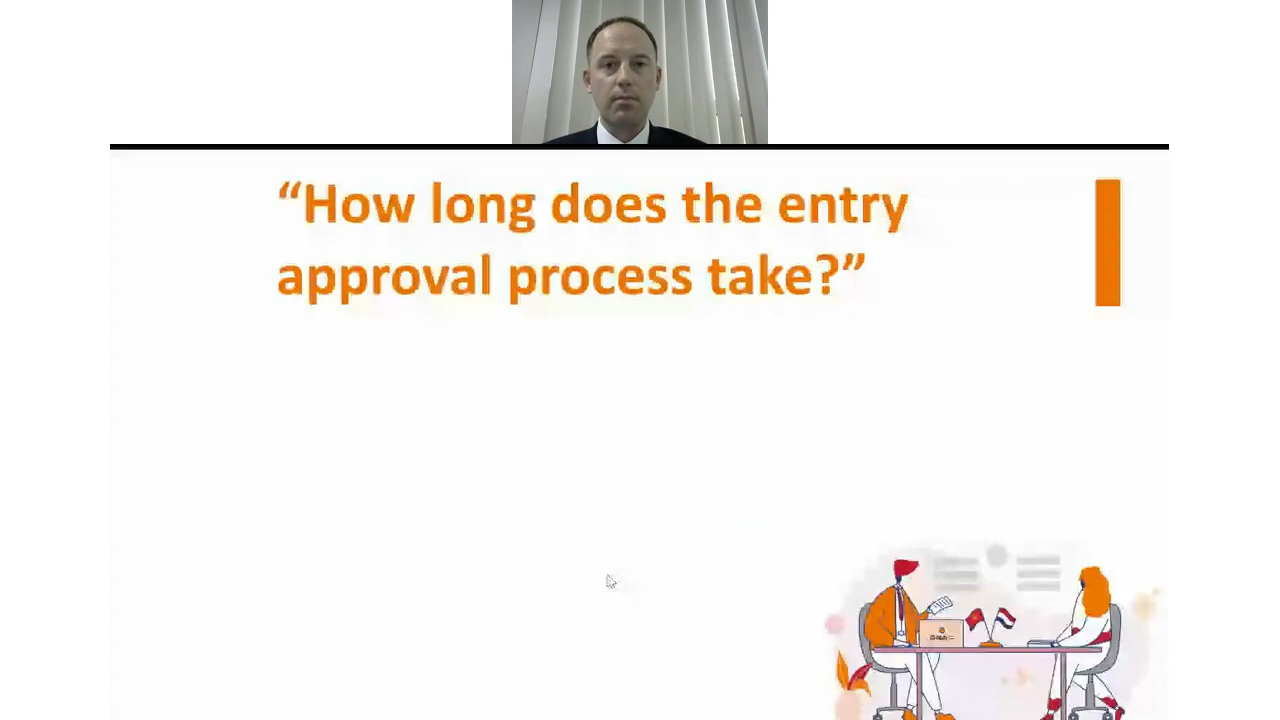 “How long does the entry
approval process take?”